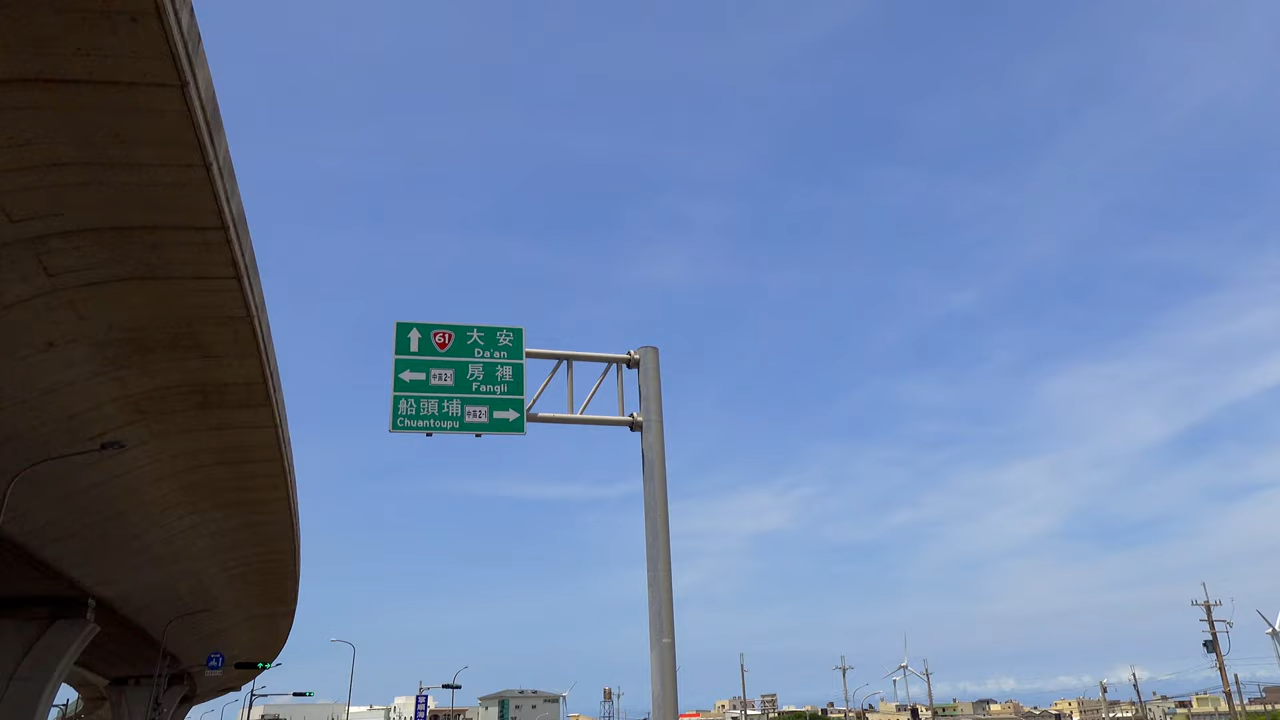 61 大安
Da'an
中苗2-1 房裡
Fangli
船頭埔 中苗2-1
Chuantoupu